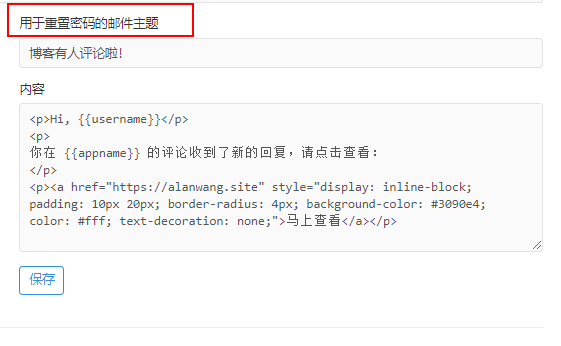 用于重置密码的邮件主题
博客有人评论啦!
内容
<p>Hi, {{username}}</p>
<p>
你在 {{appname}} 的评论收到了新的回复，请点击查看：
</p>
<p><a href="https://alanwang.site" style="display: inline-block;
padding: 10px 20px; border-radius: 4px; background-color: #3090e4;
color: #fff; text-decoration: none;">马上查看</a></p>
保存